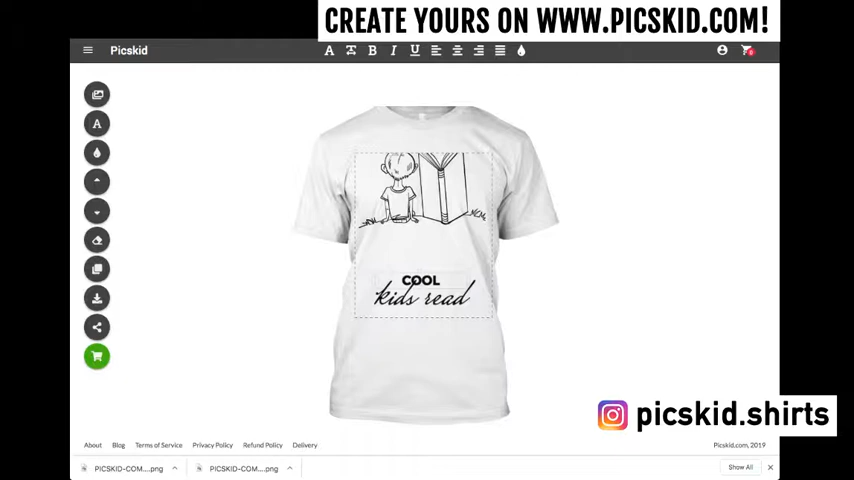 CREATE YOURS ON WWW.PICSKID.COM!
Picskid
A T B I U
A
COOL
kids read
picskid.shirts
About Blog Terms of Service Privacy Policy Refund Policy Delivery
Picskid.com, 2019
PICSKID-COM....png PICSKID-COM....png Show All